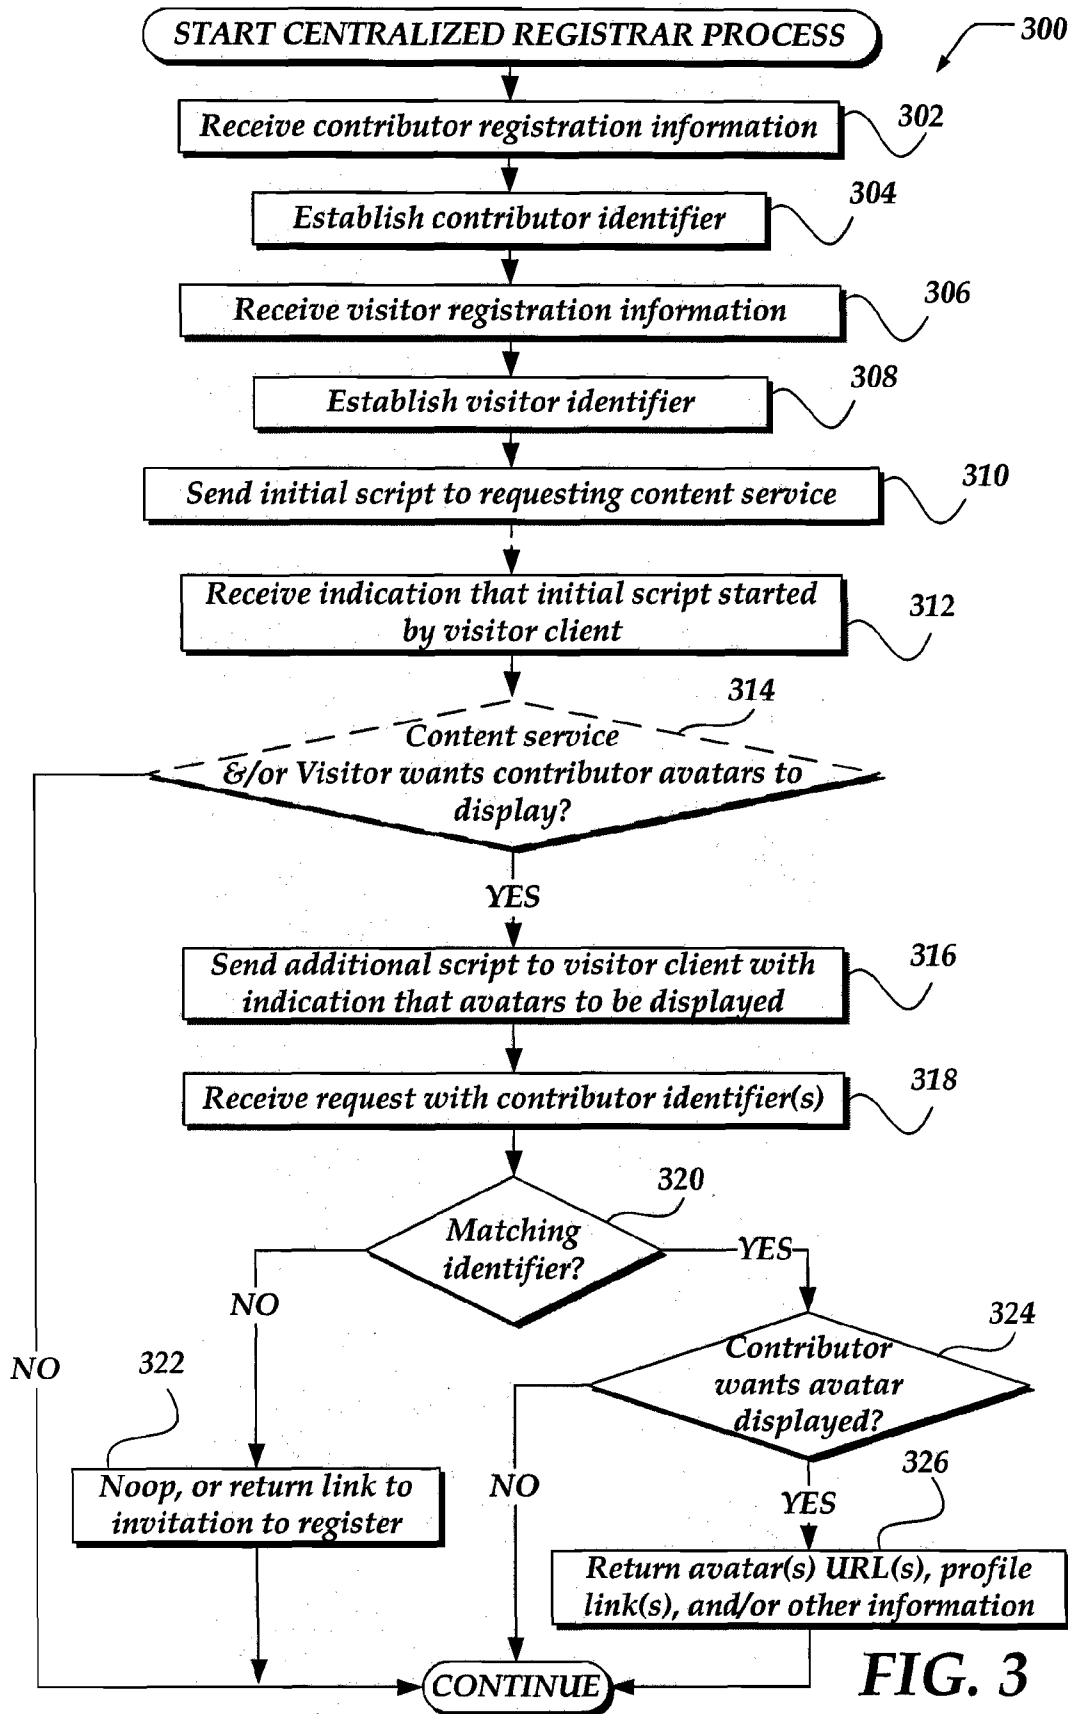 START CENTRALIZED REGISTRAR PROCESS
300
Receive contributor registration information
302
Establish contributor identifier
304
Receive visitor registration information
306
Establish visitor identifier
308
Send initial script to requesting content service
310
Receive indication that initial script started
by visitor client
312
314
Content service
&/or Visitor wants contributor avatars to
display?
YES
Send additional script to visitor client with
indication that avatars to be displayed
316
Receive request with contributor identifier(s)
318
320
Matching
identifier?
YES
NO
324
Contributor
wants avatar
displayed?
NO
322
Noop, or return link to
invitation to register
NO
YES
326
Return avatar(s) URL(s), profile
link(s), and/or other information
CONTINUE
FIG. 3